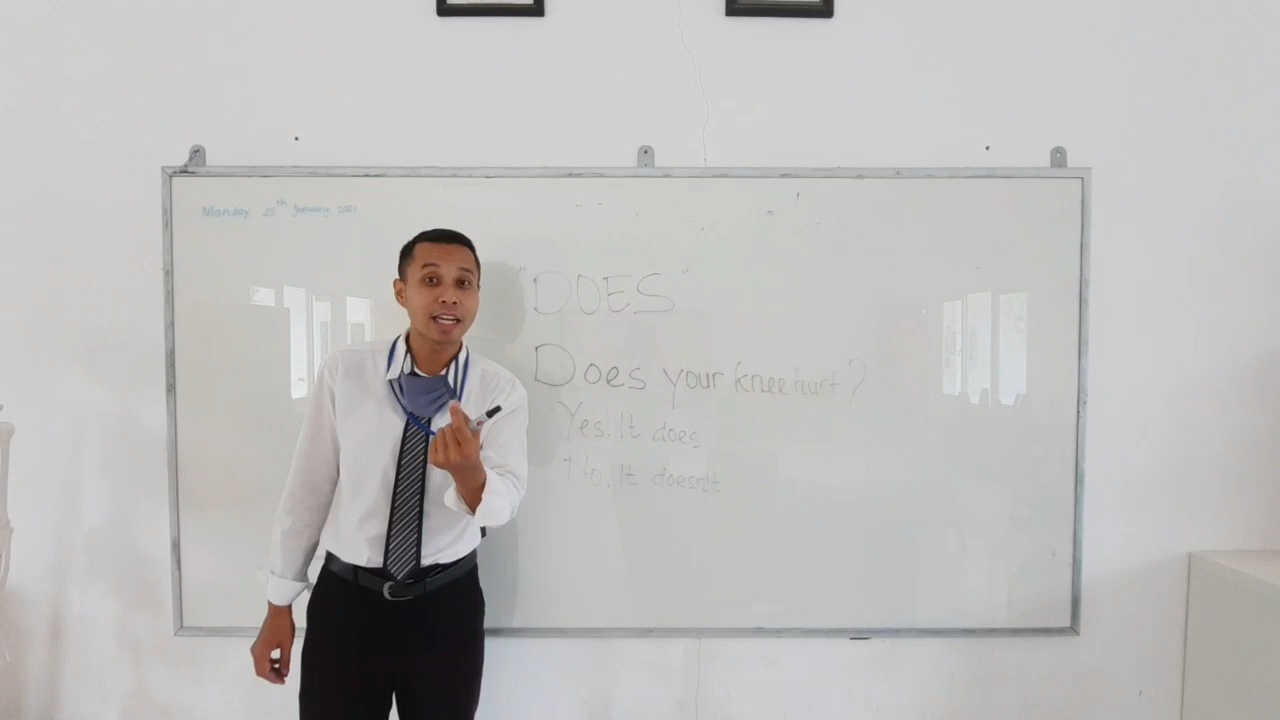 Monday, 25th January 2021
"DOES"
Does your knee hurt?
Yes, It does
No, It doesn't